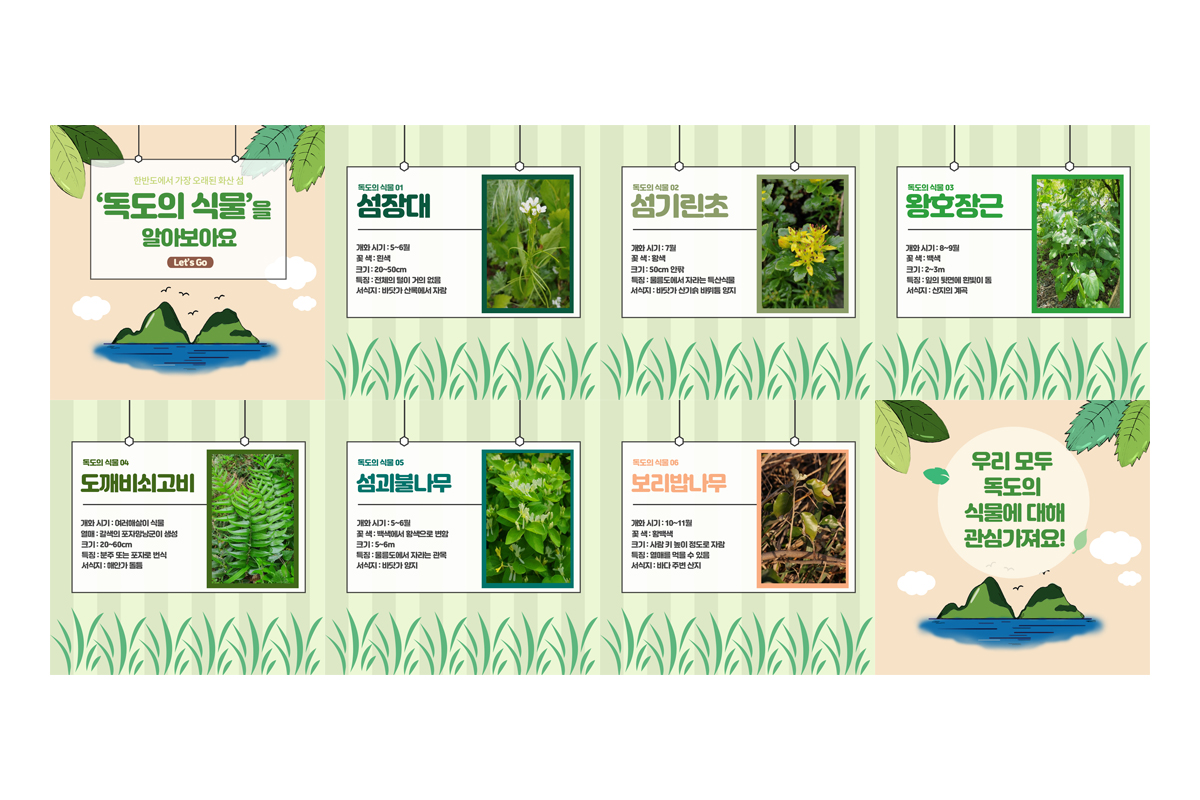 한반도에서 가장 오래된 화산 섬
‘독도의 식물’을
알아보아요
Let's Go
독도의 식물 01
섬장대
개화 시기 : 5~6월
꽃 색 : 흰색
크기 : 20~50cm
특징 : 전체의 털이 거의 없음
서식지 : 바닷가 산록에서 자람
독도의 식물 02
섬기린초
개화 시기 : 7월
꽃 색 : 황색
크기 : 50cm 안팎
특징 : 울릉도에서 자라는 특산식물
서식지 : 바닷가 산기슭 바위틈 양지
독도의 식물 03
왕호장근
개화 시기 : 8~9월
꽃 색 : 백색
크기 : 2~3m
특징 : 잎의 뒷면에 흰빛이 돔
서식지 : 산지의 계곡
독도의 식물 04
도깨비쇠고비
개화 시기 : 여러해살이 식물
열매 : 갈색의 포자망낭군이 생성
크기 : 20~60cm
특징 : 분주 또는 포자로 번식
서식지 : 해안가 돌틈
독도의 식물 05
섬괴불나무
개화 시기 : 5~6월
꽃 색 : 백색에서 황색으로 변함
크기 : 5~6m
특징 : 울릉도에서 자라는 관목
서식지 : 바닷가 양지
독도의 식물 06
보리밥나무
개화 시기 : 10~11월
꽃 색 : 황백색
크기 : 사람 키 높이 정도로 자람
특징 : 열매를 먹을 수 있음
서식지 : 바다 주변 산지
우리 모두
독도의
식물에 대해
관심가져요!